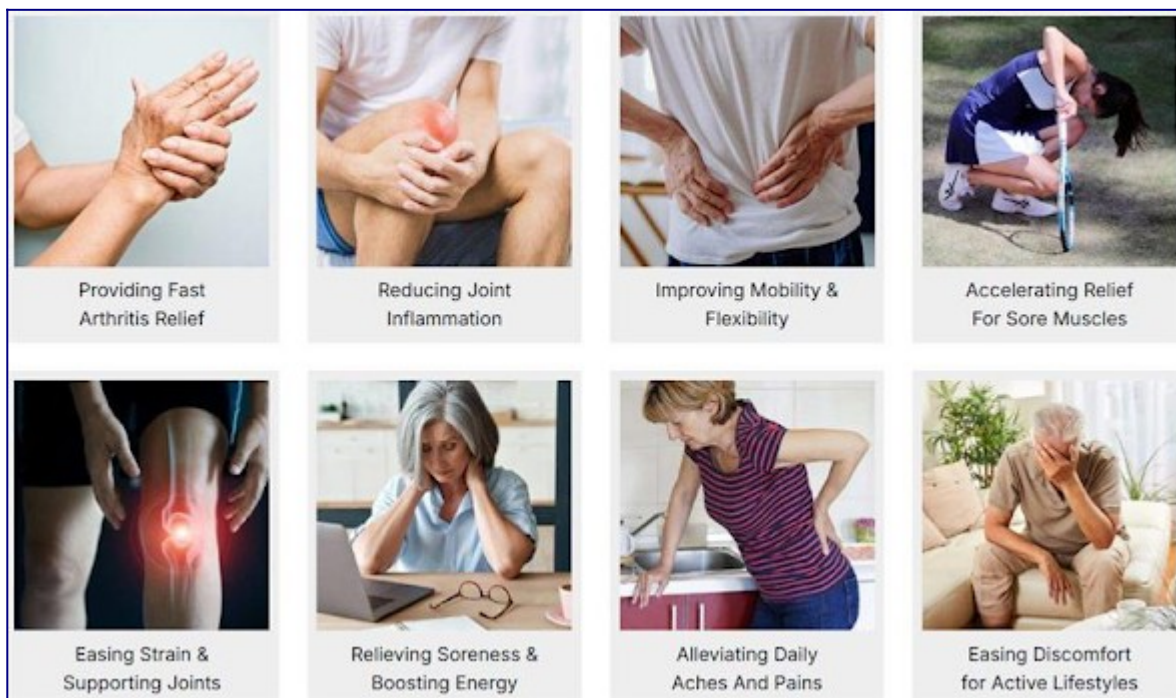 Providing Fast
Arthritis Relief
Reducing Joint
Inflammation
Improving Mobility &
Flexibility
Accelerating Relief
For Sore Muscles
Easing Strain &
Supporting Joints
Relieving Soreness &
Boosting Energy
Alleviating Daily
Aches And Pains
Easing Discomfort
for Active Lifestyles